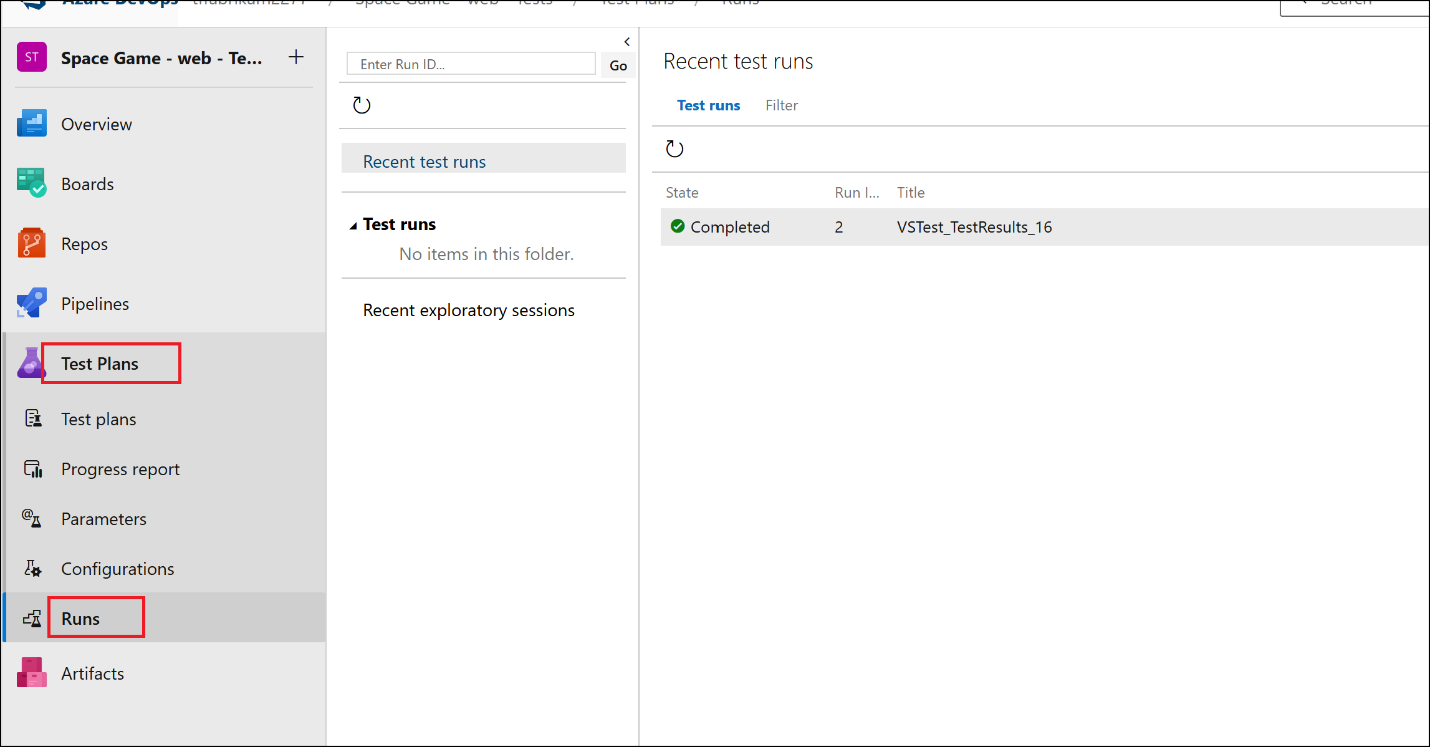 Azure DevOps / Space Game - web - Tests / Test Plans / Runs Search
ST Space Game - web - Te... +
Overview
Boards
Repos
Pipelines
Test Plans
Test plans
Progress report
Parameters
Configurations
Runs
Artifacts
Enter Run ID...
Go
Recent test runs
Test runs
No items in this folder.
Recent exploratory sessions
Recent test runs
Test runs Filter
State Run I... Title
Completed 2 VSTest_TestResults_16